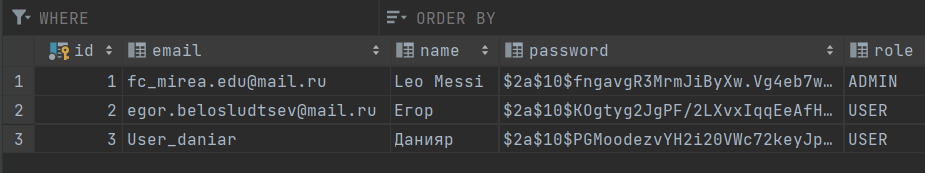 WHERE ORDER BY
id email name password role
1 1 fc_mirea.edu@mail.ru Leo Messi $2a$10$fngavgR3MrmJiByXw.Vg4eb7w… ADMIN
2 2 egor.belosludtsev@mail.ru Егор $2a$10$KOgtyg2JgPF/2LXvxIqqEeAfH… USER
3 3 User_daniar Данияр $2a$10$PGMoodezvYH2i20VWc72keyJp… USER